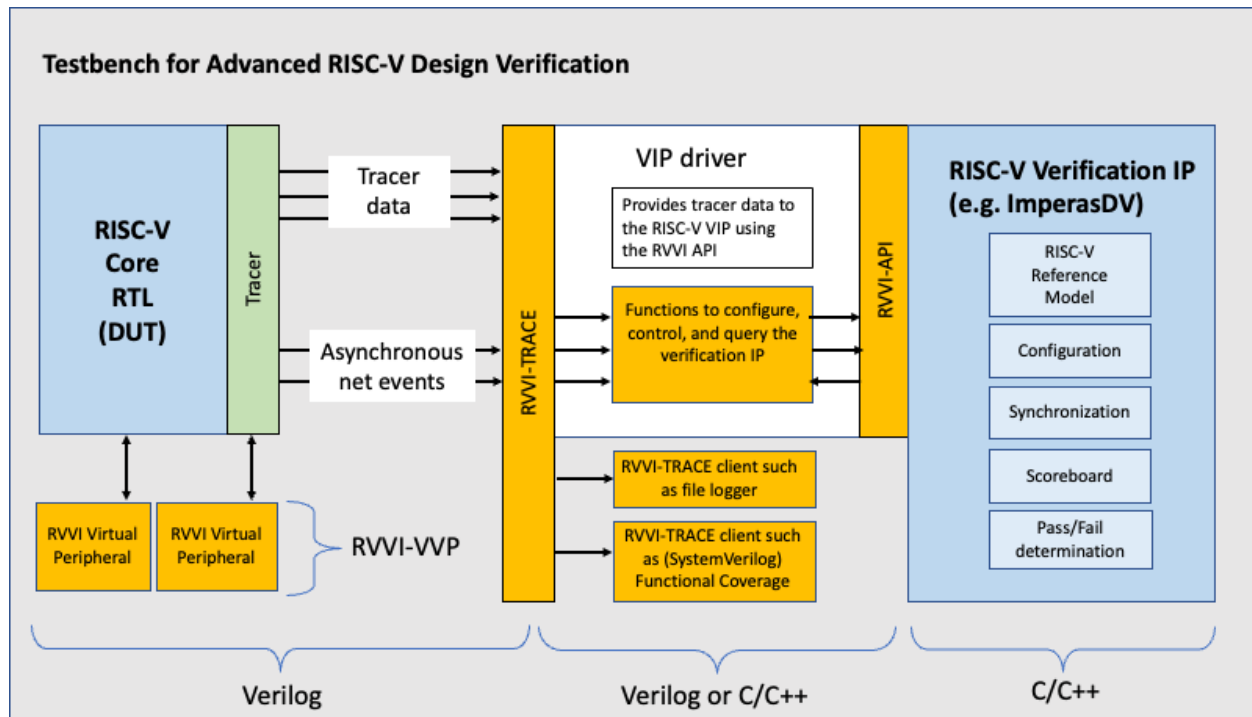 Testbench for Advanced RISC-V Design Verification
RISC-V
Core
RTL
(DUT)
Tracer
Tracer
data
Asynchronous
net events
RVVI-TRACE
VIP driver
Provides tracer data to
the RISC-V VIP using
the RVVI API
Functions to configure,
control, and query the
verification IP
RVVI-API
RISC-V Verification IP
(e.g. ImperasDV)
RISC-V
Reference
Model
Configuration
Synchronization
Scoreboard
Pass/Fail
determination
RVVI-TRACE client such
as file logger
RVVI-TRACE client such
as (SystemVerilog)
Functional Coverage
RVVI Virtual
Peripheral
RVVI Virtual
Peripheral
RVVI-VVP
Verilog
Verilog or C/C++
C/C++